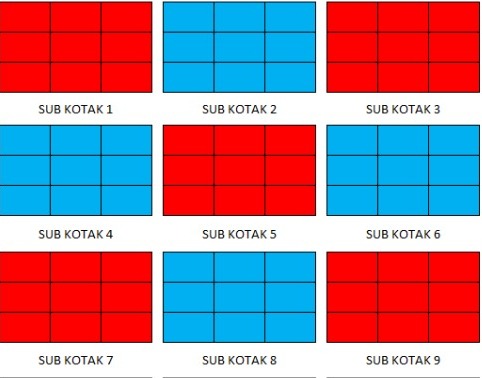 SUB KOTAK 1
SUB KOTAK 2
SUB KOTAK 3
SUB KOTAK 4
SUB KOTAK 5
SUB KOTAK 6
SUB KOTAK 7
SUB KOTAK 8
SUB KOTAK 9